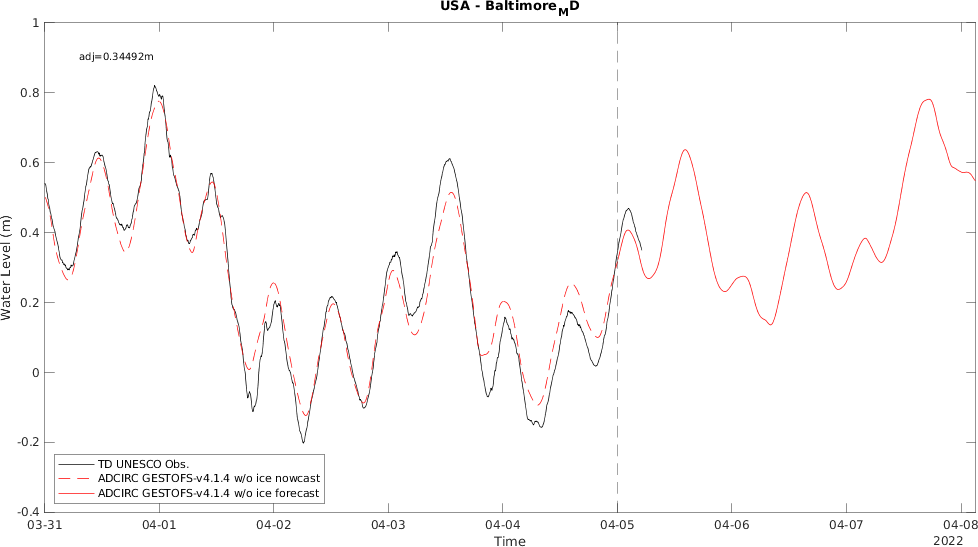 USA - Baltimore_MD
adj=0.34492m
1
0.8
0.6
0.4
0.2
0
-0.2
-0.4
Water Level (m)
TD UNESCO Obs.
ADCIRC GESTOFS-v4.1.4 w/o ice nowcast
ADCIRC GESTOFS-v4.1.4 w/o ice forecast
03-31 04-01 04-02 04-03 04-04 04-05 04-06 04-07 04-08
Time
2022